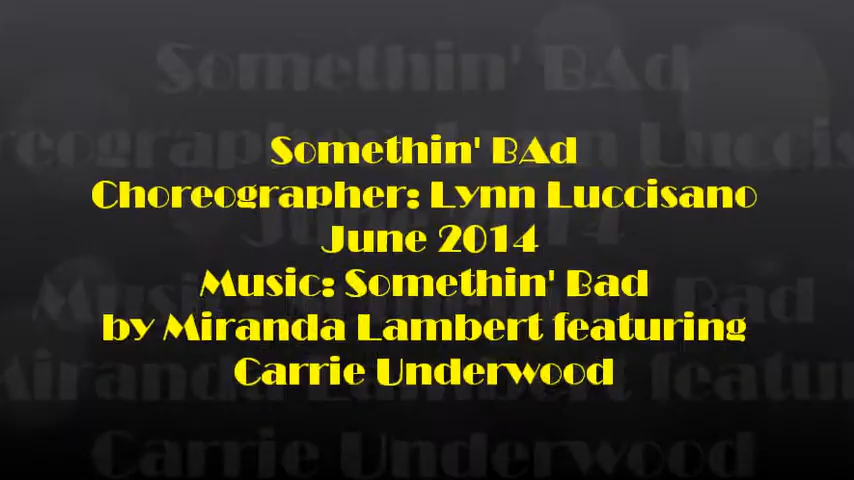 Somethin' BAd
Choreographer: Lynn Luccisano
June 2014
Music: Somethin' Bad
by Miranda Lambert featuring
Carrie Underwood